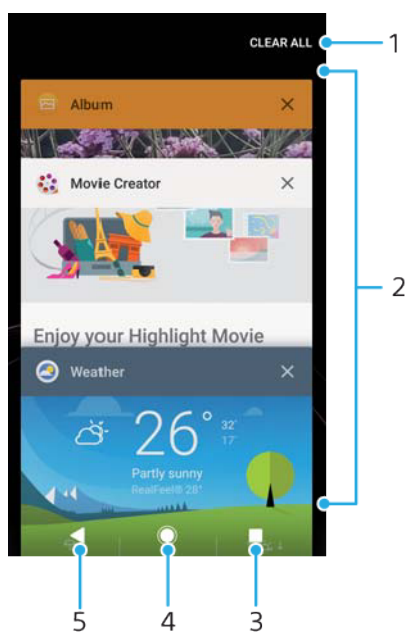 CLEAR ALL
1
Album
Movie Creator
2
Enjoy your Highlight Movie
Weather
26°
32°
17°
Partly sunny
RealFeel® 28°
5
4
3